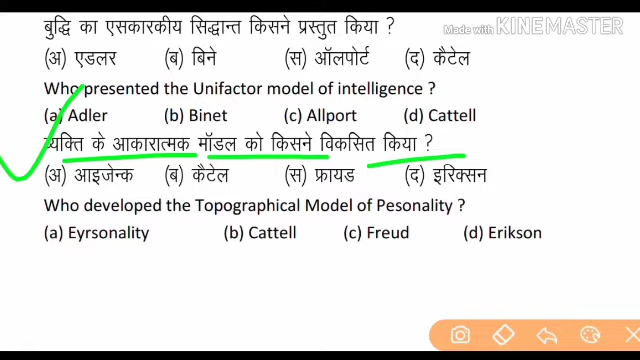 बुद्धि का एसकारकीय सिद्धान्त किसने प्रस्तुत किया ?
Made with KINEMASTER
(अ) एडलर (ब) बिने (स) ऑलपोर्ट (द) कैटेल
Who presented the Unifactor model of intelligence ?
(a) Adler (b) Binet (c) Allport (d) Cattell
व्यक्ति के आकारात्मक मॉडल को किसने विकसित किया ?
(अ) आइजेन्क (ब) कैटेल (स) फ्रायड (द) इरिक्सन
Who developed the Topographical Model of Pesonality ?
(a) Eyrsonality (b) Cattell (c) Freud (d) Erikson